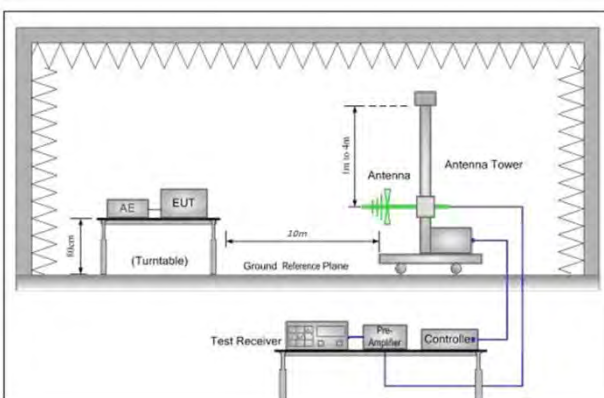 1m to 4m
Antenna
Antenna Tower
AE
EUT
80cm
(Turntable)
10m
Ground Reference Plane
Test Receiver
Pre-
Amplifier
Controller